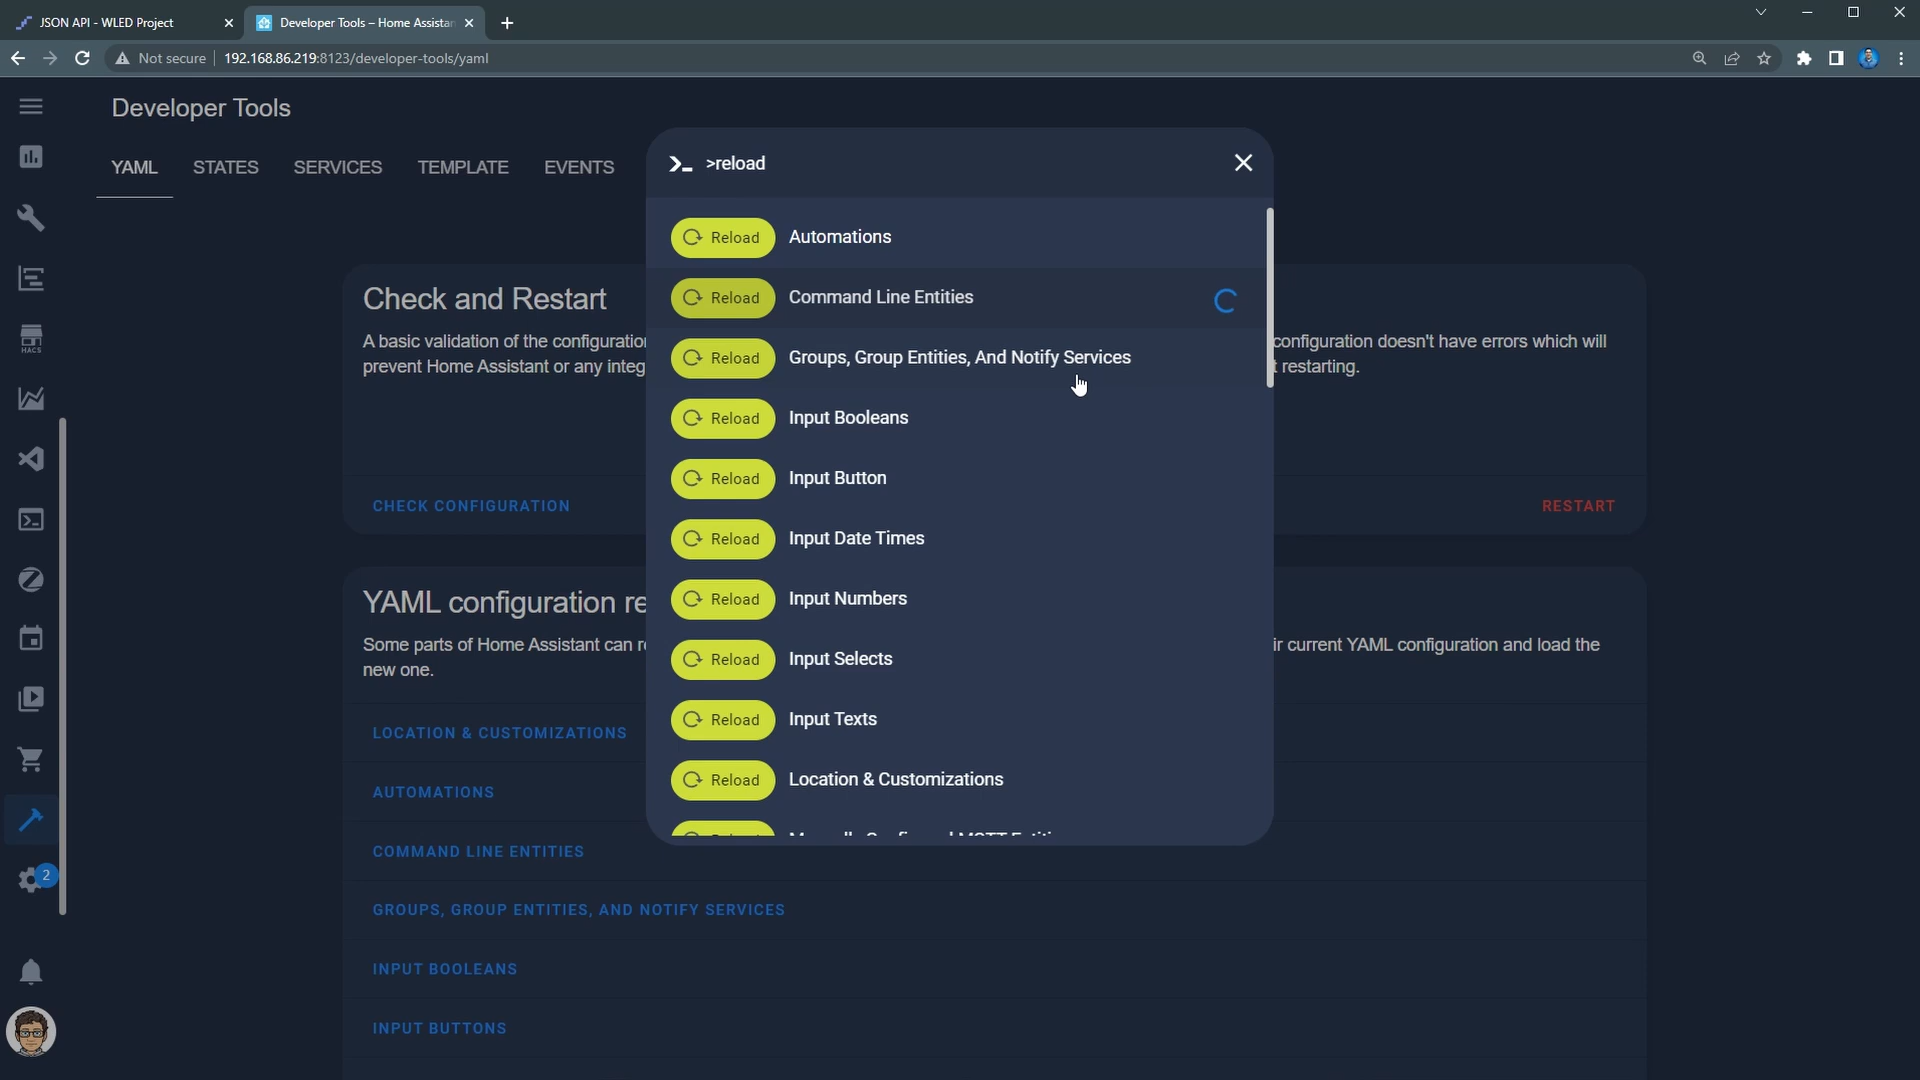 JSON API - WLED Project
Developer Tools – Home Assistan
Not secure
192.168.86.219:8123/developer-tools/yaml
Developer Tools
YAML
STATES
SERVICES
TEMPLATE
EVENTS
HACS
2
>reload
Reload Automations
Reload Command Line Entities
Reload Groups, Group Entities, And Notify Services
Reload Input Booleans
Reload Input Button
Reload Input Date Times
Reload Input Numbers
Reload Input Selects
Reload Input Texts
Reload Location & Customizations
Check and Restart
A basic validation of the configuration configuration doesn't have errors which will
prevent Home Assistant or any integ t restarting.
CHECK CONFIGURATION
RESTART
YAML configuration re
Some parts of Home Assistant can r ir current YAML configuration and load the
new one.
LOCATION & CUSTOMIZATIONS
AUTOMATIONS
COMMAND LINE ENTITIES
GROUPS, GROUP ENTITIES, AND NOTIFY SERVICES
INPUT BOOLEANS
INPUT BUTTONS